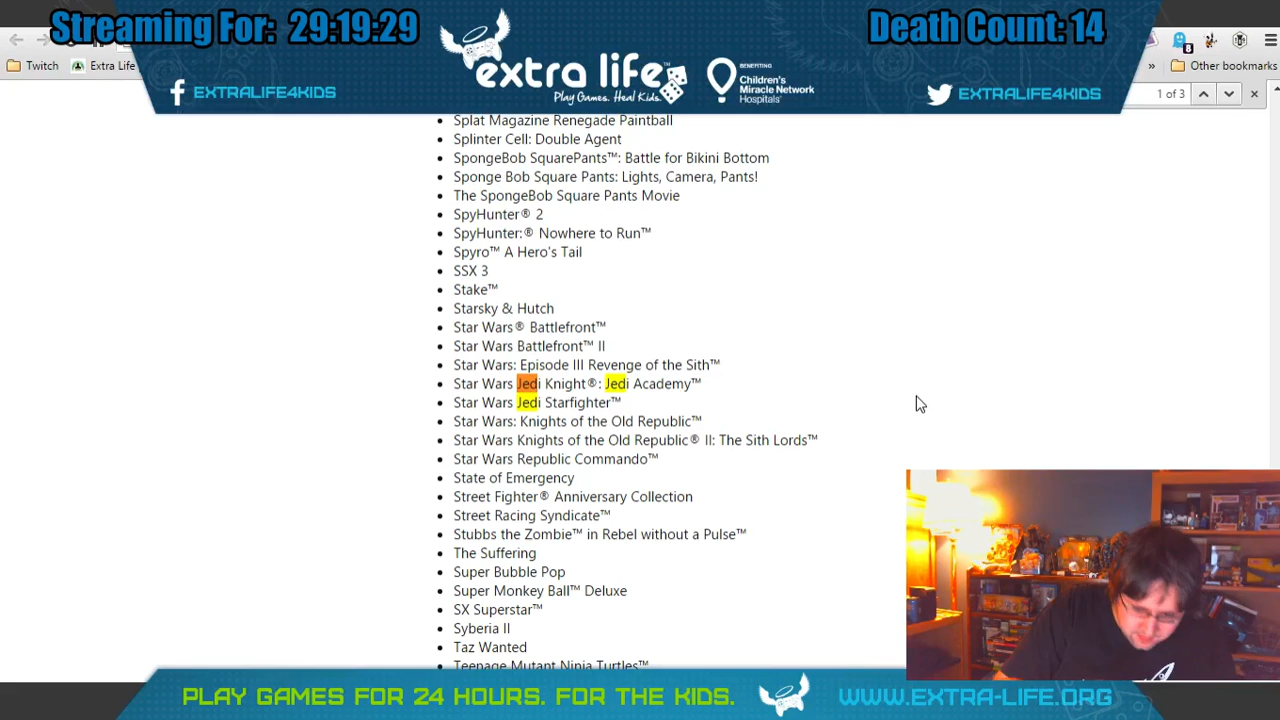 Streaming For: 29:19:29
Death Count: 14
extra life™
Play Games. Heal Kids.
BENEFITING
Children's
Miracle Network
Hospitals®
Twitch
Extra Life
8
»
Other bookmarks
EXTRALIFE4KIDS
EXTRALIFE4KIDS
1 of 3
Splat Magazine Renegade Paintball
Splinter Cell: Double Agent
SpongeBob SquarePants™: Battle for Bikini Bottom
Sponge Bob Square Pants: Lights, Camera, Pants!
The SpongeBob Square Pants Movie
SpyHunter® 2
SpyHunter:® Nowhere to Run™
Spyro™ A Hero's Tail
SSX 3
Stake™
Starsky & Hutch
Star Wars® Battlefront™
Star Wars Battlefront™ II
Star Wars: Episode III Revenge of the Sith™
Star Wars Jedi Knight®: Jedi Academy™
Star Wars Jedi Starfighter™
Star Wars: Knights of the Old Republic™
Star Wars Knights of the Old Republic® II: The Sith Lords™
Star Wars Republic Commando™
State of Emergency
Street Fighter® Anniversary Collection
Street Racing Syndicate™
Stubbs the Zombie™ in Rebel without a Pulse™
The Suffering
Super Bubble Pop
Super Monkey Ball™ Deluxe
SX Superstar™
Syberia II
Taz Wanted
Teenage Mutant Ninja Turtles™
PLAY GAMES FOR 24 HOURS. FOR THE KIDS.
WWW.EXTRA-LIFE.ORG